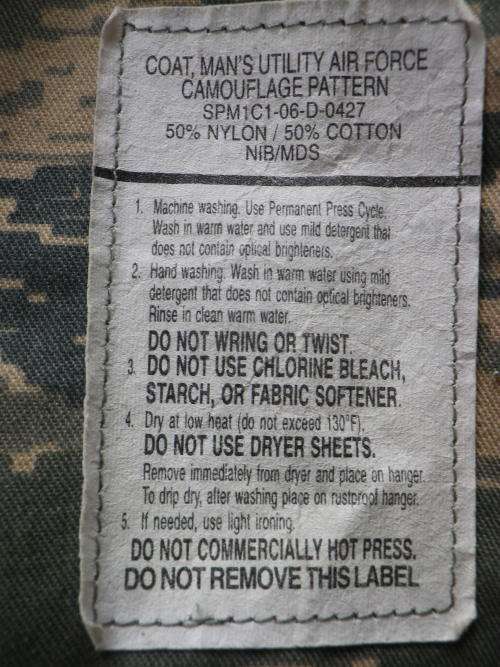 COAT, MAN'S UTILITY AIR FORCE
CAMOUFLAGE PATTERN
SPM1C1-06-D-0427
50% NYLON / 50% COTTON
NIB/MDS
1. Machine washing. Use Permanent Press Cycle.
Wash in warm water and use mild detergent that
does not contain optical brighteners.
2. Hand washing. Wash in warm water using mild
detergent that does not contain optical brighteners.
Rinse in clean warm water.
DO NOT WRING OR TWIST.
3. DO NOT USE CHLORINE BLEACH,
STARCH, OR FABRIC SOFTENER.
4. Dry at low heat (do not exceed 130°F).
DO NOT USE DRYER SHEETS.
Remove immediately from dryer and place on hanger.
To drip dry, after washing place on rustproof hanger.
5. If needed, use light ironing.
DO NOT COMMERCIALLY HOT PRESS.
DO NOT REMOVE THIS LABEL